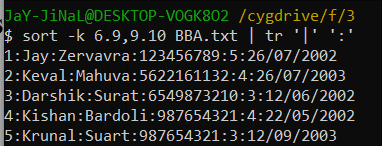 JaY-JiNaL@DESKTOP-VOGK8O2 /cygdrive/f/3
$ sort -k 6.9,9.10 BBA.txt | tr '|' ':'
1:Jay:Zervavra:123456789:5:26/07/2002
2:Keval:Mahuva:5622161132:4:26/07/2003
3:Darshik:Surat:6549873210:3:12/06/2002
4:Kishan:Bardoli:987654321:4:22/05/2002
5:Krunal:Suart:987654321:3:12/09/2003